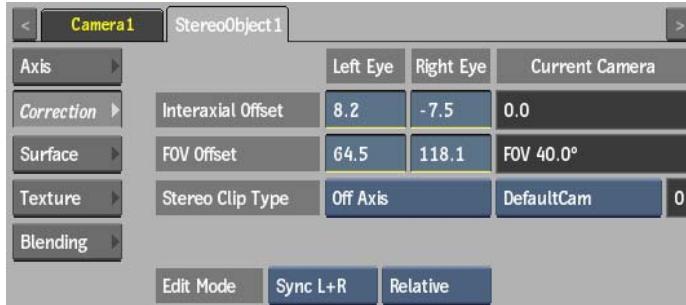 < Camera1 StereoObject1 >
Axis Left Eye Right Eye Current Camera
Correction Interaxial Offset 8.2 -7.5 0.0
Surface FOV Offset 64.5 118.1 FOV 40.0°
Texture Stereo Clip Type Off Axis DefaultCam 0
Blending
Edit Mode Sync L+R Relative